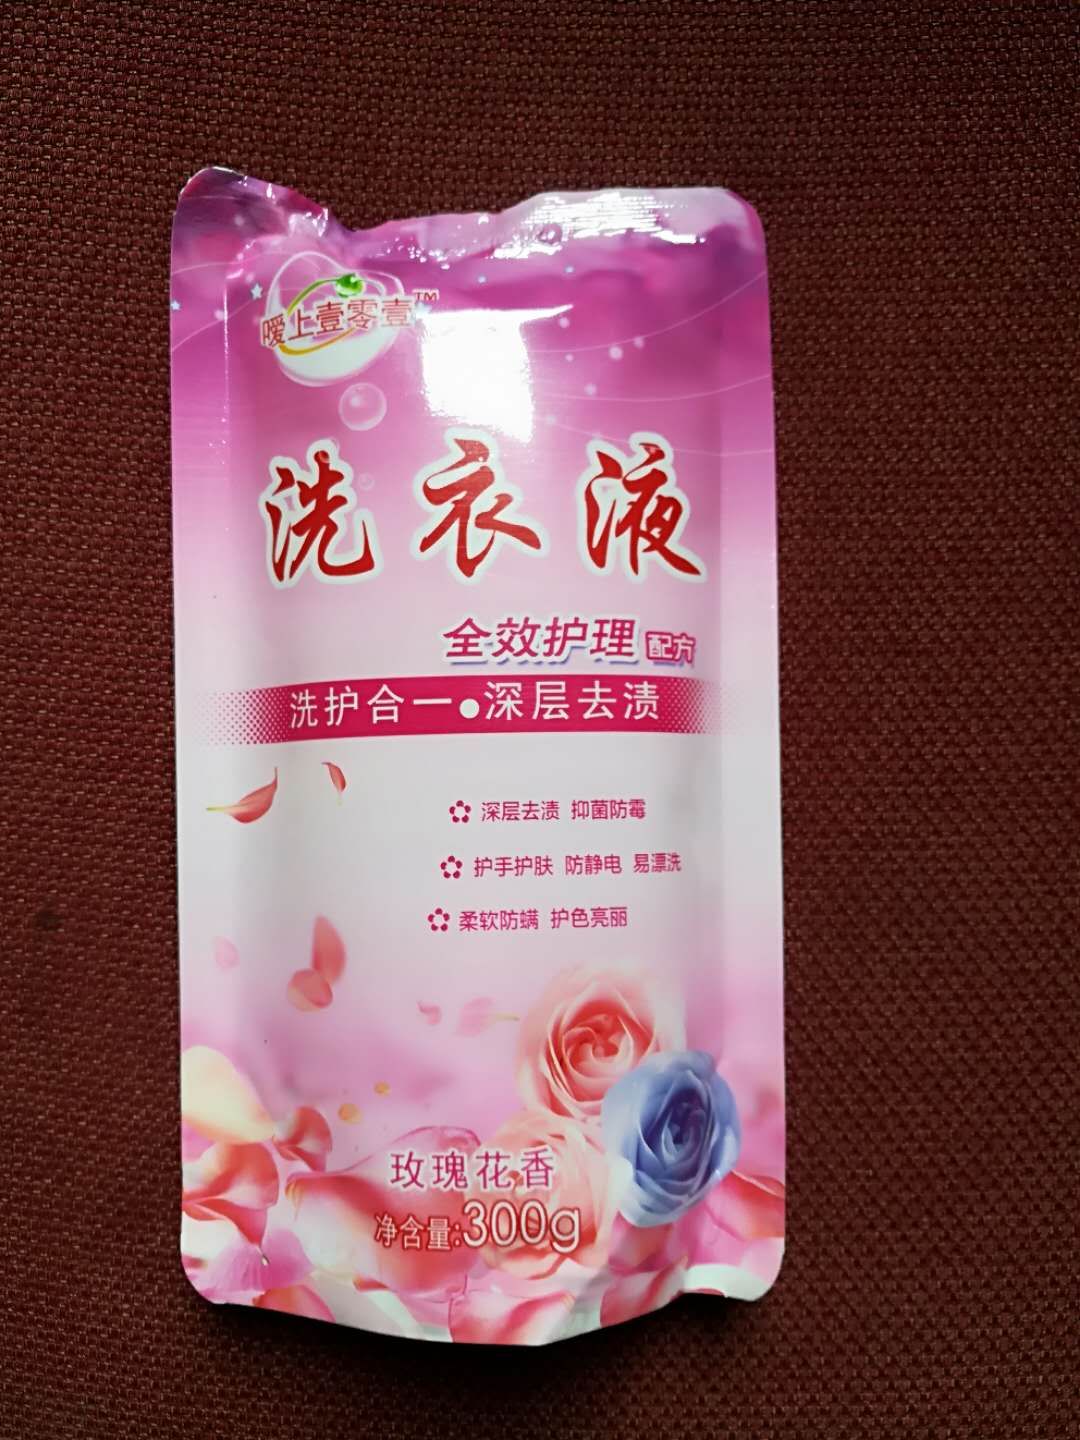 嗳上壹零壹TM
洗衣液
全效护理 配方
洗护合一●深层去渍
深层去渍 抑菌防霉
护手护肤 防静电 易漂洗
柔软防螨 护色亮丽
玫瑰花香
净含量:300g